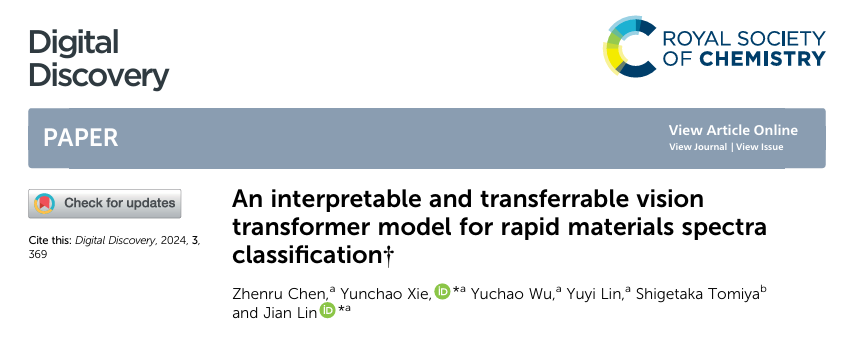 Digital
Discovery
ROYAL SOCIETY
OF CHEMISTRY
PAPER
View Article Online
View Journal | View Issue
Check for updates
Cite this: Digital Discovery, 2024, 3,
369
An interpretable and transferrable vision
transformer model for rapid materials spectra
classification†
Zhenru Chen,ᵃ Yunchao Xie, iD *ᵃ Yuchao Wu,ᵃ Yuyi Lin,ᵃ Shigetaka Tomiyaᵇ
and Jian Lin iD *ᵃ